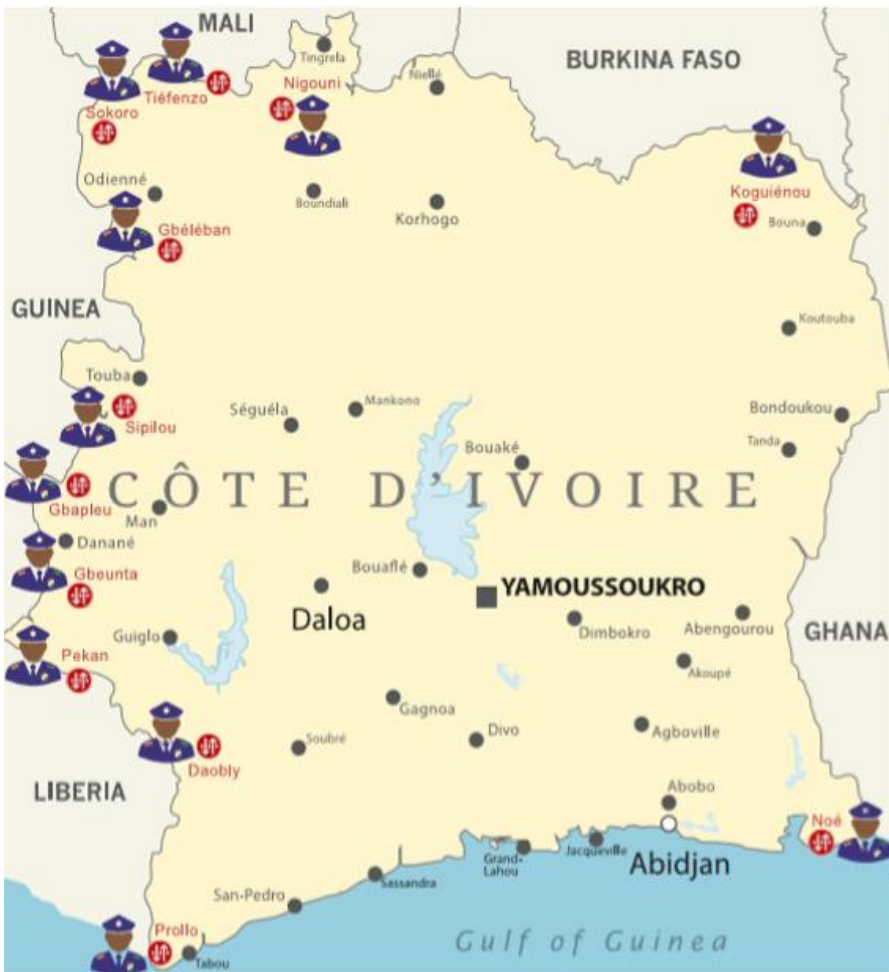 MALI
BURKINA FASO
Tingrela
Niellé
Nigouni
Tiéfenzo
Sokoro
Odienné
Boundiali
Korhogo
Koguiénou
Bouna
Gbéléban
GUINEA
Koutouba
Touba
Sipilou
Séguéla
Mankono
Bondoukou
Tanda
Bouaké
CÔTE D'IVOIRE
Gbapleu
Man
Danané
Gbeunta
Bouaflé
YAMOUSSOUKRO
Daloa
Dimbokro
Abengourou
GHANA
Guiglo
Pekan
Akoupé
Gagnoa
Divo
Agboville
Soubré
Daobly
LIBERIA
Abobo
Noé
Abidjan
Jacqueville
Grand-
Lahou
Sassandra
San-Pedro
Prollo
Tabou
Gulf of Guinea